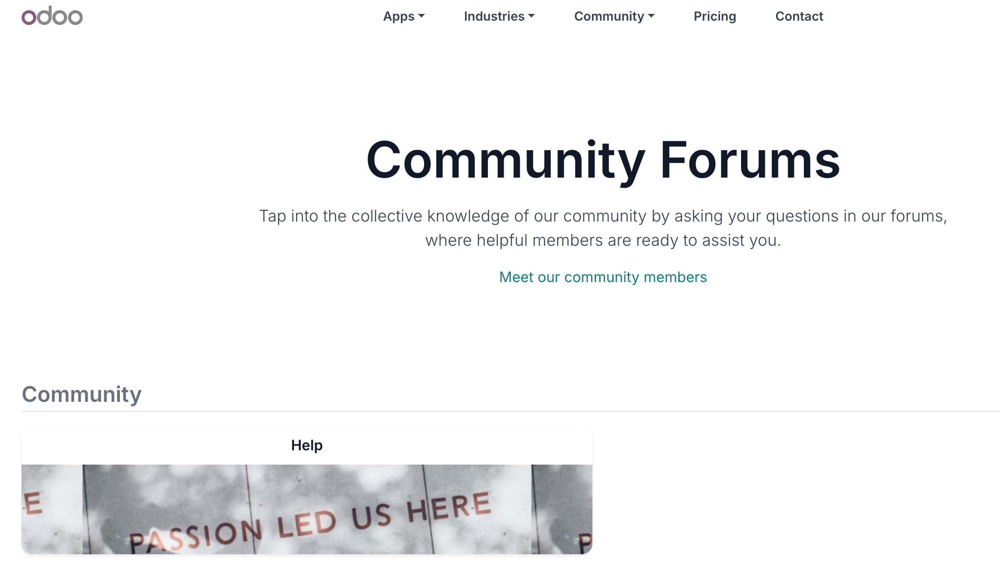 odoo
Apps Industries Community Pricing Contact
Community Forums
Tap into the collective knowledge of our community by asking your questions in our forums,
where helpful members are ready to assist you.
Meet our community members
Community
Help
E PASSION LED US HERE P